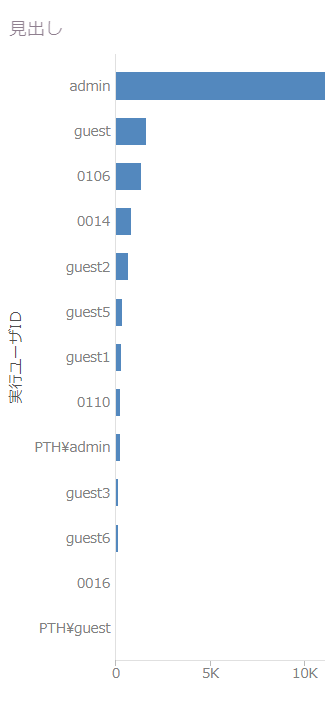 見出し
実行ユーザID
admin
guest
0106
0014
guest2
guest5
guest1
0110
PTH¥admin
guest3
guest6
0016
PTH¥guest
0 5K 10K